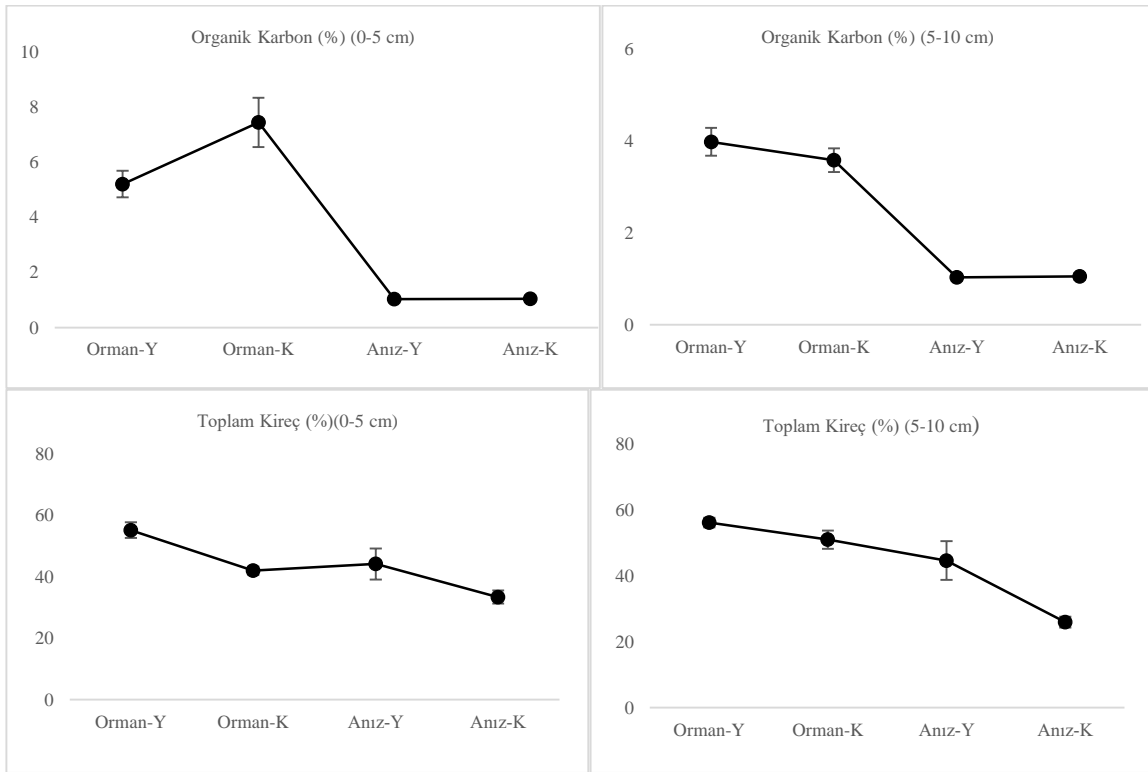 Organik Karbon (%) (0-5 cm)
10
8
6
4
2
0
Orman-Y Orman-K Anız-Y Anız-K
Organik Karbon (%) (5-10 cm)
6
4
2
0
Orman-Y Orman-K Anız-Y Anız-K
Toplam Kireç (%)(0-5 cm)
80
60
40
20
0
Orman-Y Orman-K Anız-Y Anız-K
Toplam Kireç (%) (5-10 cm)
80
60
40
20
0
Orman-Y Orman-K Anız-Y Anız-K